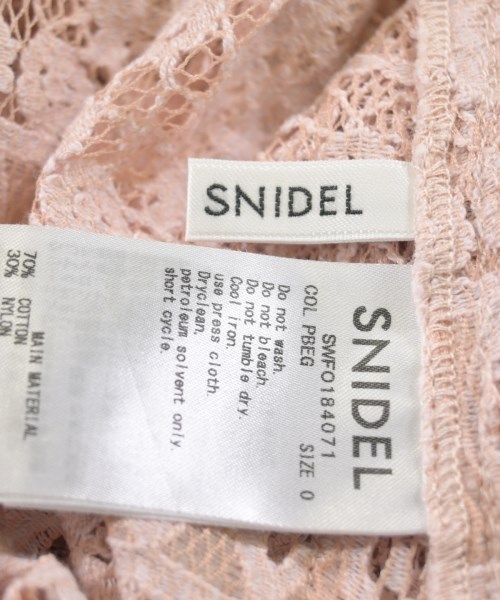 SNIDEL
SNIDEL
SWFO184071
COL PBEG SIZE 0
Do not wash.
Do not bleach.
Do not tumble dry.
Cool iron.
use press cloth.
Dryclean.
petroleum solvent only.
short cycle.
MAIN MATERIAL
70% COTTON
30% NYLON